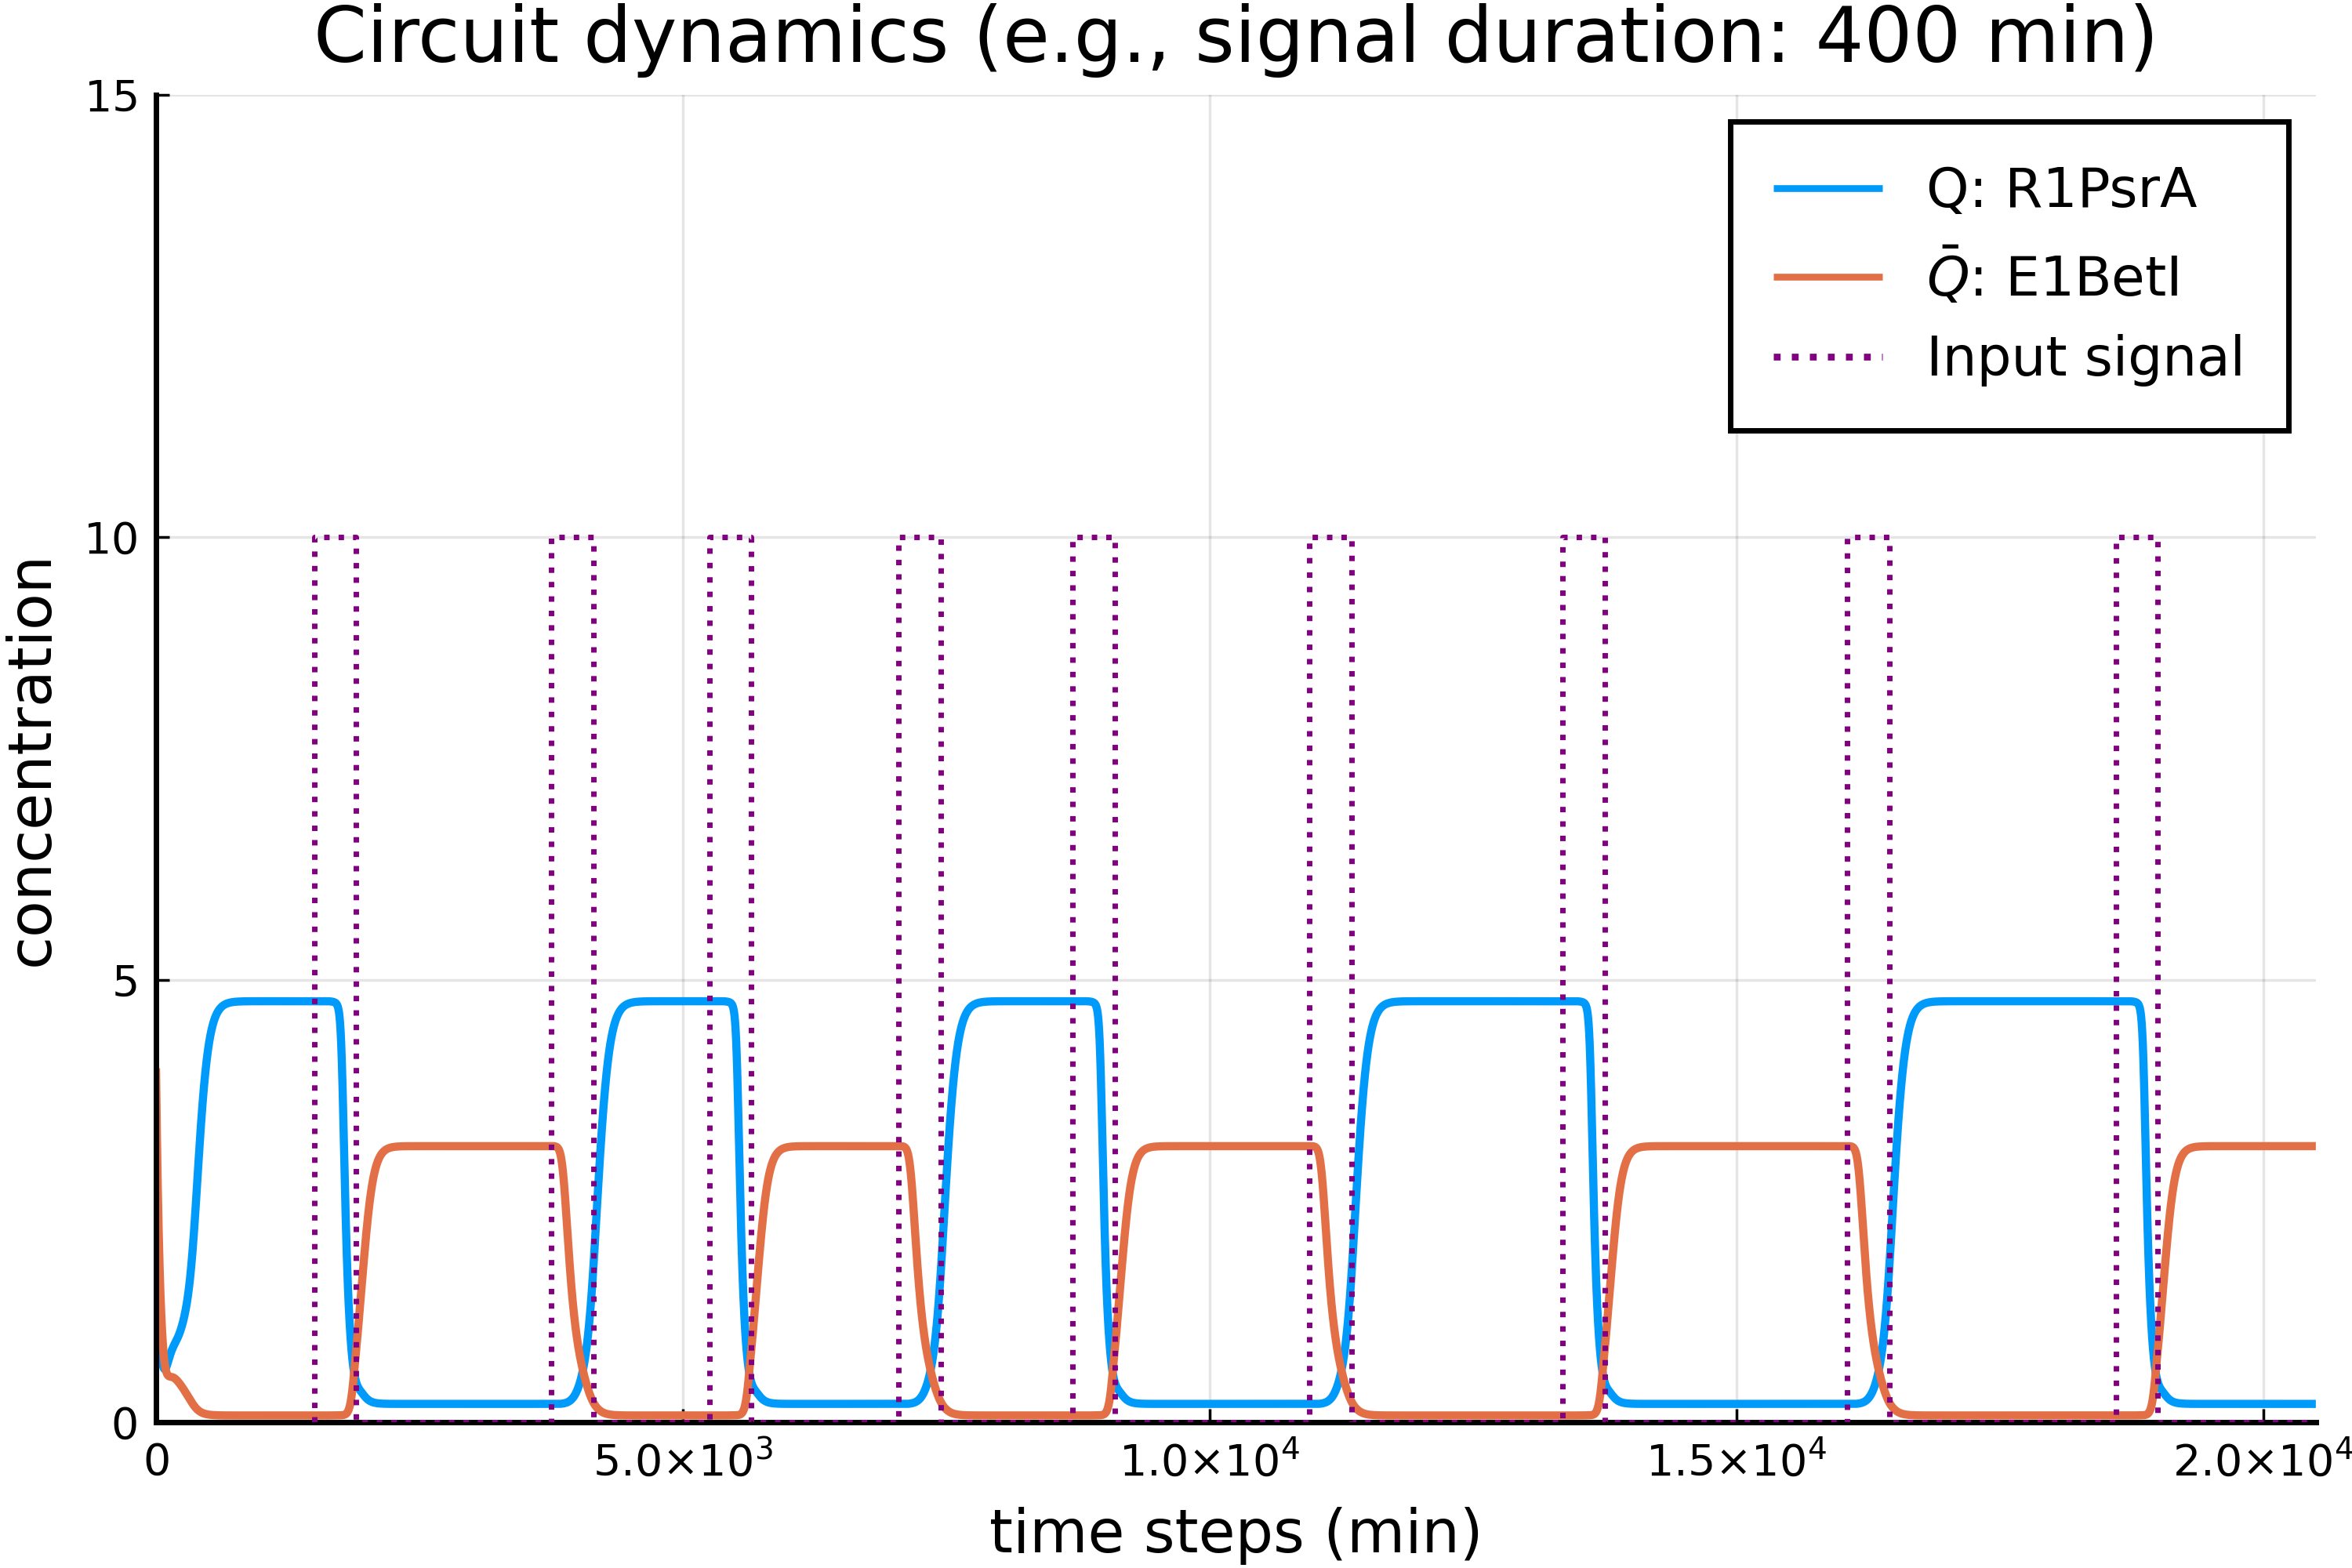 Circuit dynamics (e.g., signal duration: 400 min)
15
10
5
0
concentration
Q: R1PsrA
Q̄: E1BetI
Input signal
0 5.0×10³ 1.0×10⁴ 1.5×10⁴ 2.0×10⁴
time steps (min)